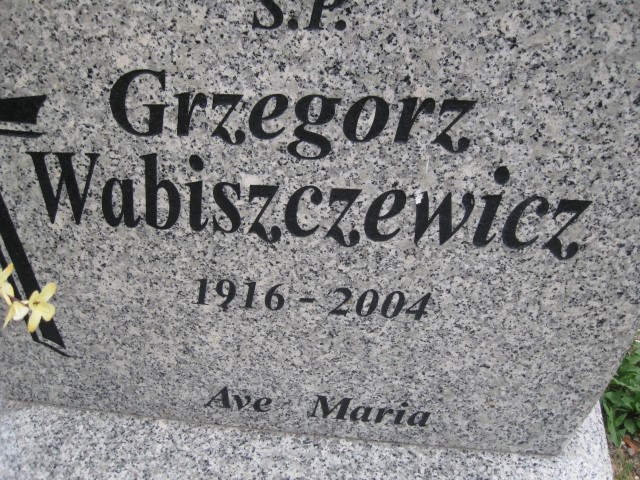 Ś.P.
Grzegorz
Wabiszczewicz
1916 - 2004
Ave Maria